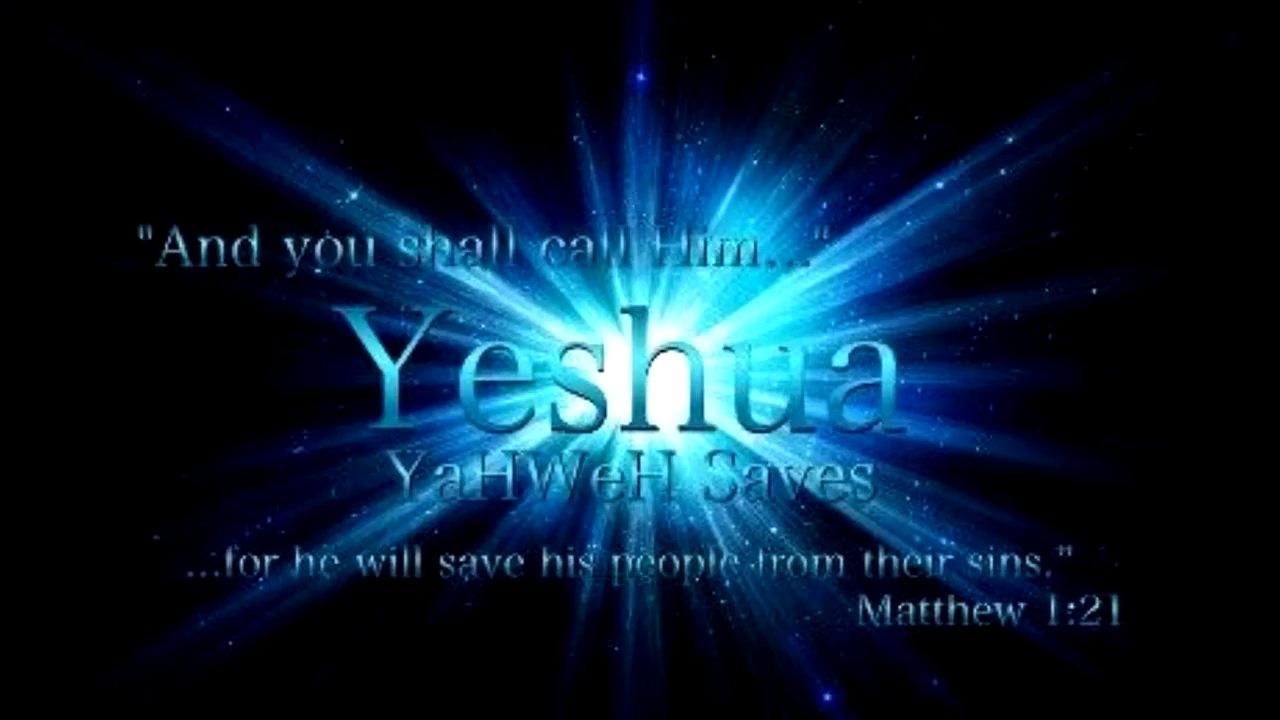 "And you shall call Him..."
Yeshua
YaHWeH Saves
...for he will save his people from their sins."
Matthew 1:21